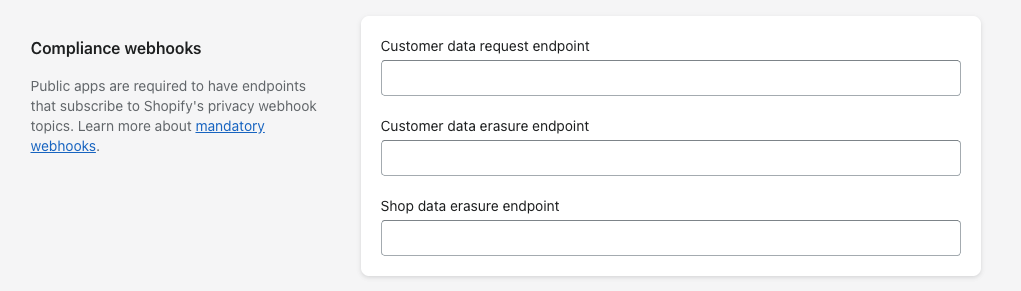 Compliance webhooks
Public apps are required to have endpoints
that subscribe to Shopify's privacy webhook
topics. Learn more about mandatory
webhooks.
Customer data request endpoint
Customer data erasure endpoint
Shop data erasure endpoint